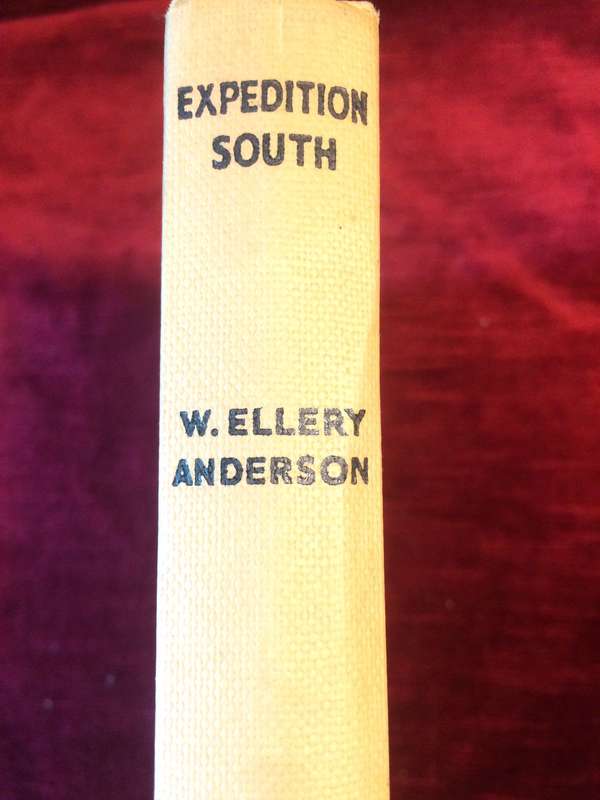 EXPEDITION
SOUTH
W. ELLERY
ANDERSON